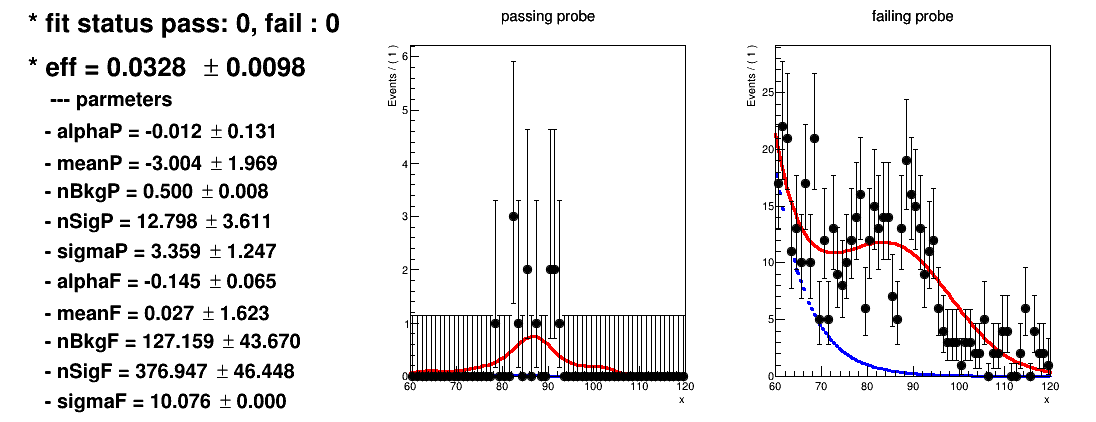 * fit status pass: 0, fail : 0
* eff = 0.0328 ± 0.0098
--- parmeters
- alphaP = -0.012 ± 0.131
- meanP = -3.004 ± 1.969
- nBkgP = 0.500 ± 0.008
- nSigP = 12.798 ± 3.611
- sigmaP = 3.359 ± 1.247
- alphaF = -0.145 ± 0.065
- meanF = 0.027 ± 1.623
- nBkgF = 127.159 ± 43.670
- nSigF = 376.947 ± 46.448
- sigmaF = 10.076 ± 0.000
passing probe
Events / ( 1 )
6
5
4
3
2
1
0
60 70 80 90 100 110 120
x
failing probe
Events / ( 1 )
25
20
15
10
5
0
60 70 80 90 100 110 120
x